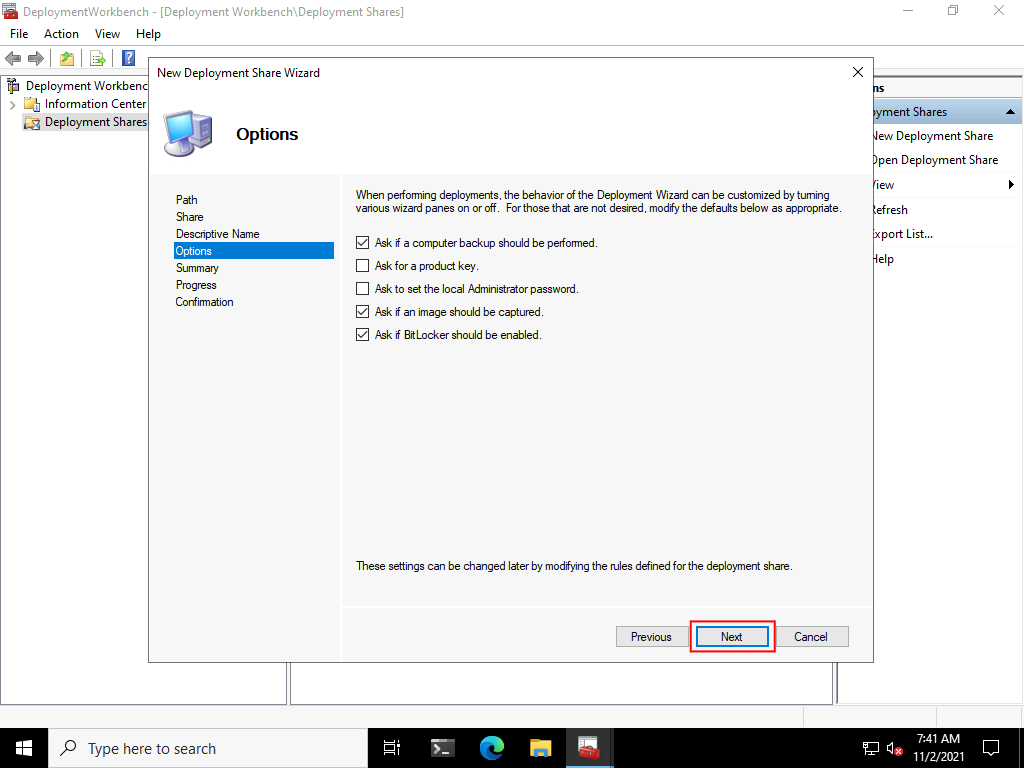 DeploymentWorkbench - [Deployment Workbench\Deployment Shares]
File Action View Help
Deployment Workbenc
Information Center
Deployment Shares
New Deployment Share Wizard
Options
Path
Share
Descriptive Name
Options
Summary
Progress
Confirmation
When performing deployments, the behavior of the Deployment Wizard can be customized by turning
various wizard panes on or off. For those that are not desired, modify the defaults below as appropriate.
Ask if a computer backup should be performed.
Ask for a product key.
Ask to set the local Administrator password.
Ask if an image should be captured.
Ask if BitLocker should be enabled.
These settings can be changed later by modifying the rules defined for the deployment share.
Previous Next Cancel
ns
oyment Shares
New Deployment Share
Open Deployment Share
View
Refresh
Export List...
Help
Type here to search
7:41 AM
11/2/2021